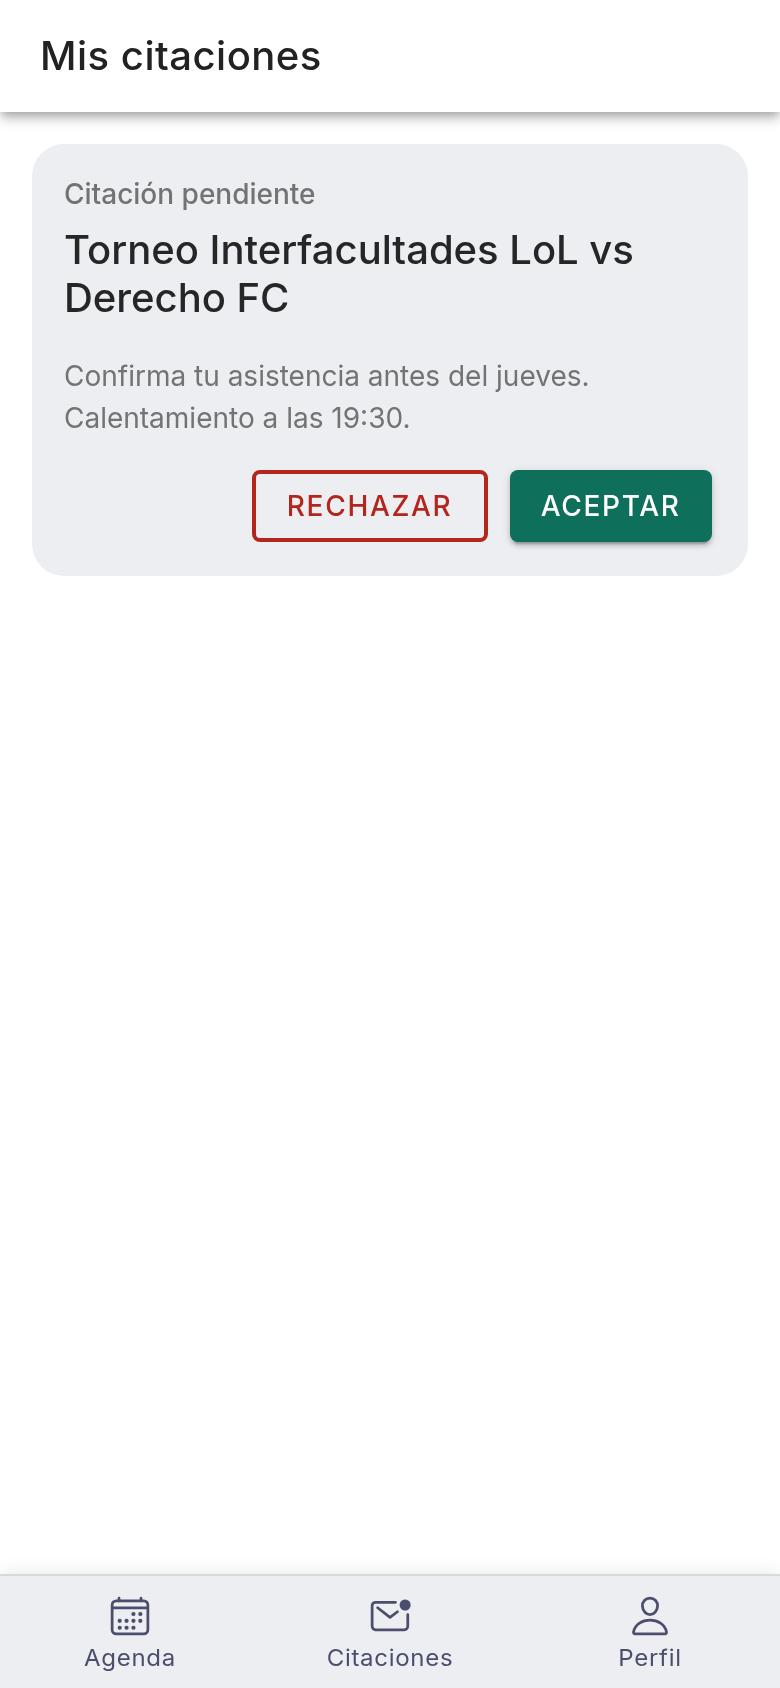 Mis citaciones
Citación pendiente
Torneo Interfacultades LoL vs
Derecho FC
Confirma tu asistencia antes del jueves.
Calentamiento a las 19:30.
RECHAZAR
ACEPTAR
Agenda
Citaciones
Perfil